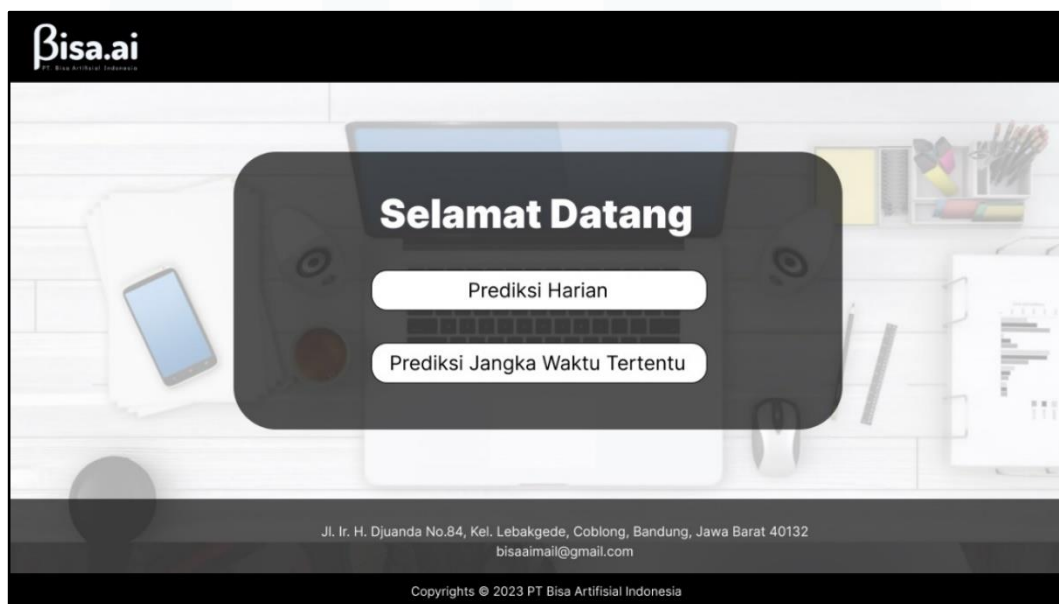 βisa.ai
PT. Bisa Artifisial Indonesia
Selamat Datang
Prediksi Harian
Prediksi Jangka Waktu Tertentu
Jl. Ir. H. Djuanda No.84, Kel. Lebakgede, Coblong, Bandung, Jawa Barat 40132
bisaaimail@gmail.com
Copyrights © 2023 PT Bisa Artifisial Indonesia